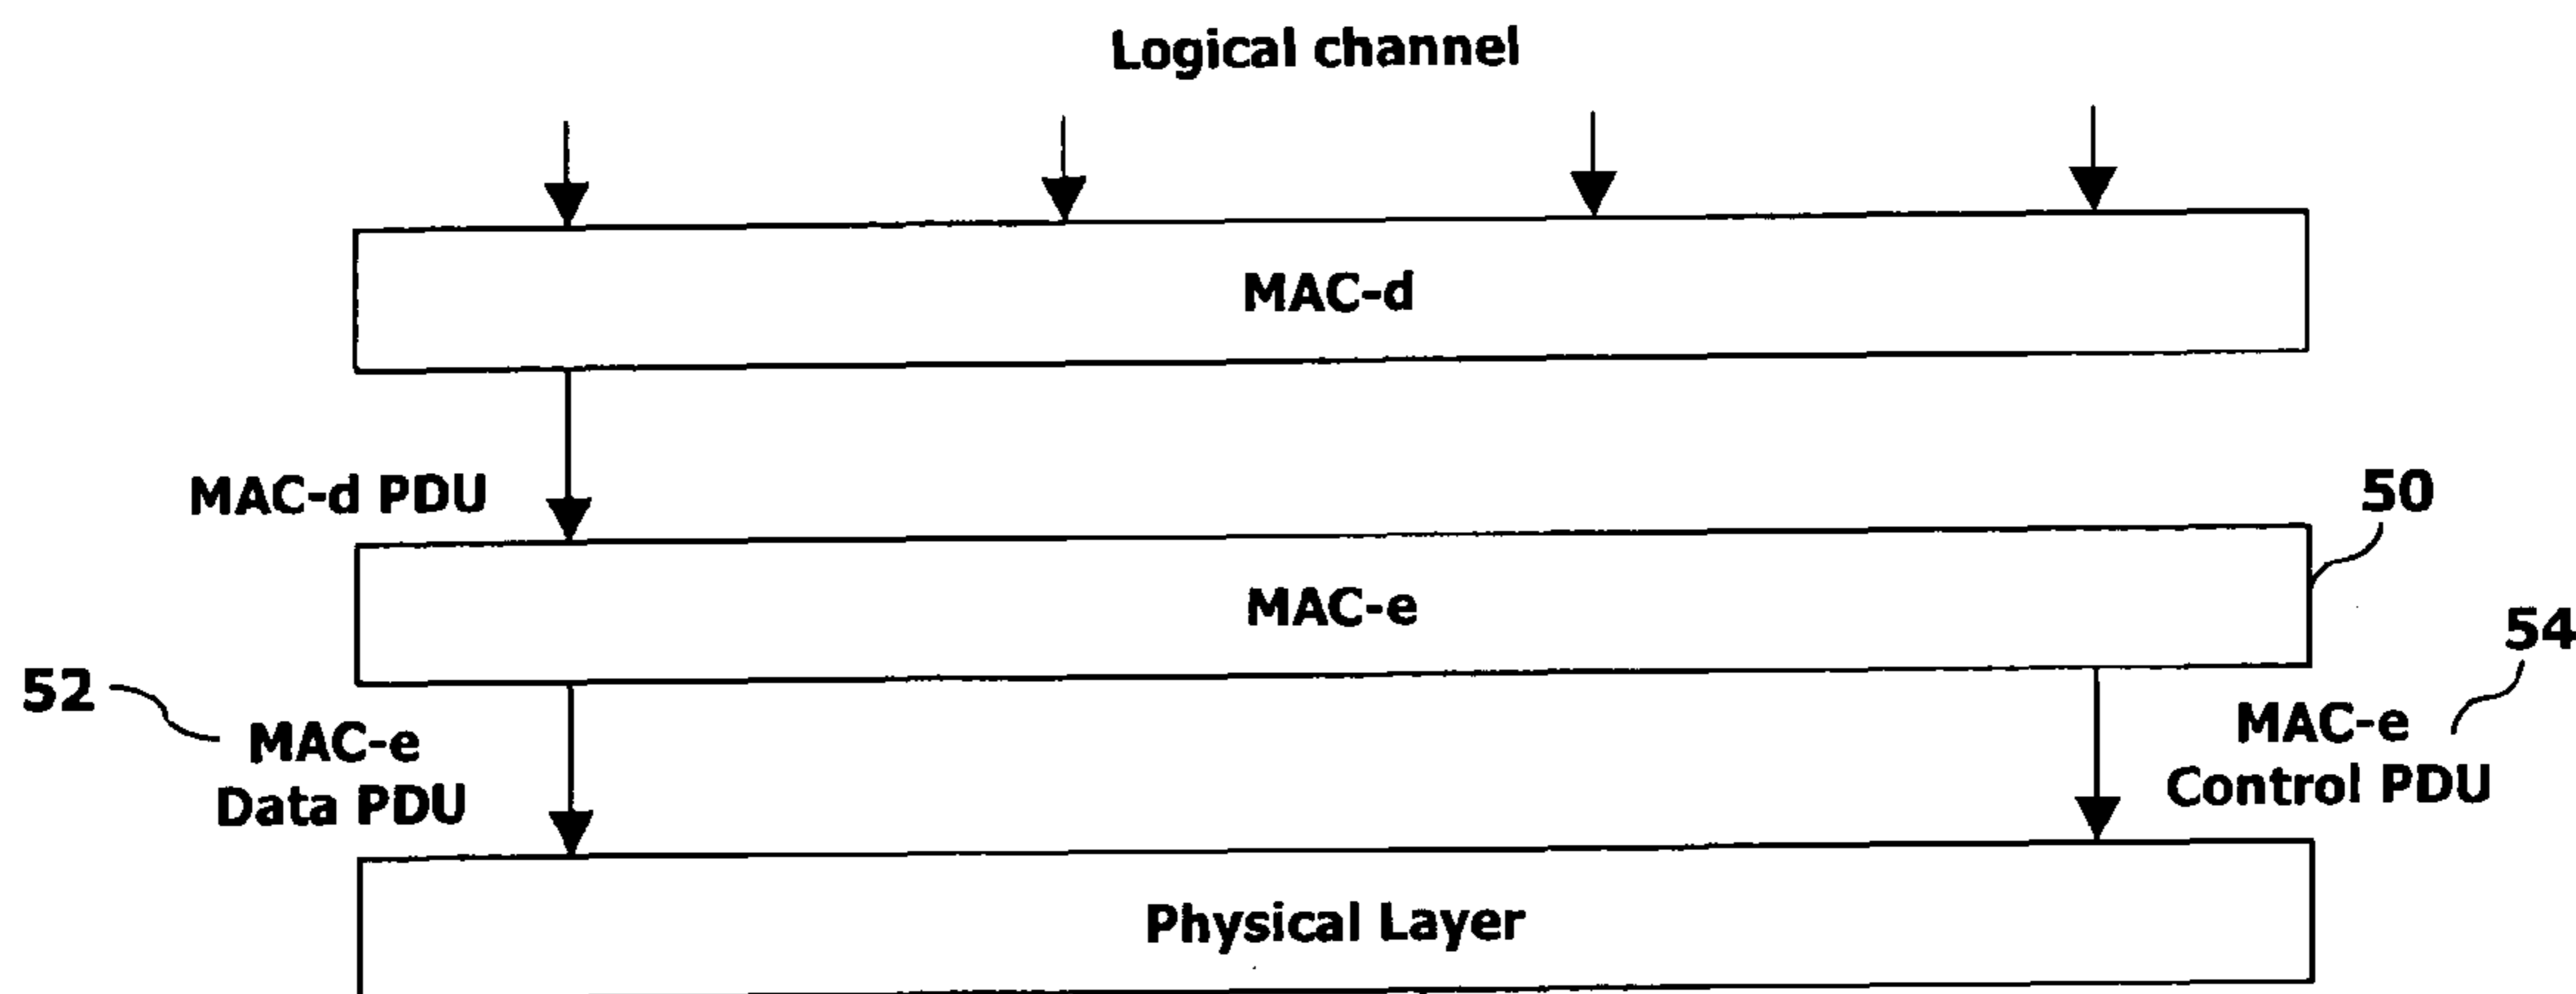 Logical channel
MAC-d
MAC-d PDU
50
MAC-e
54
52
MAC-e
Data PDU
MAC-e
Control PDU
Physical Layer